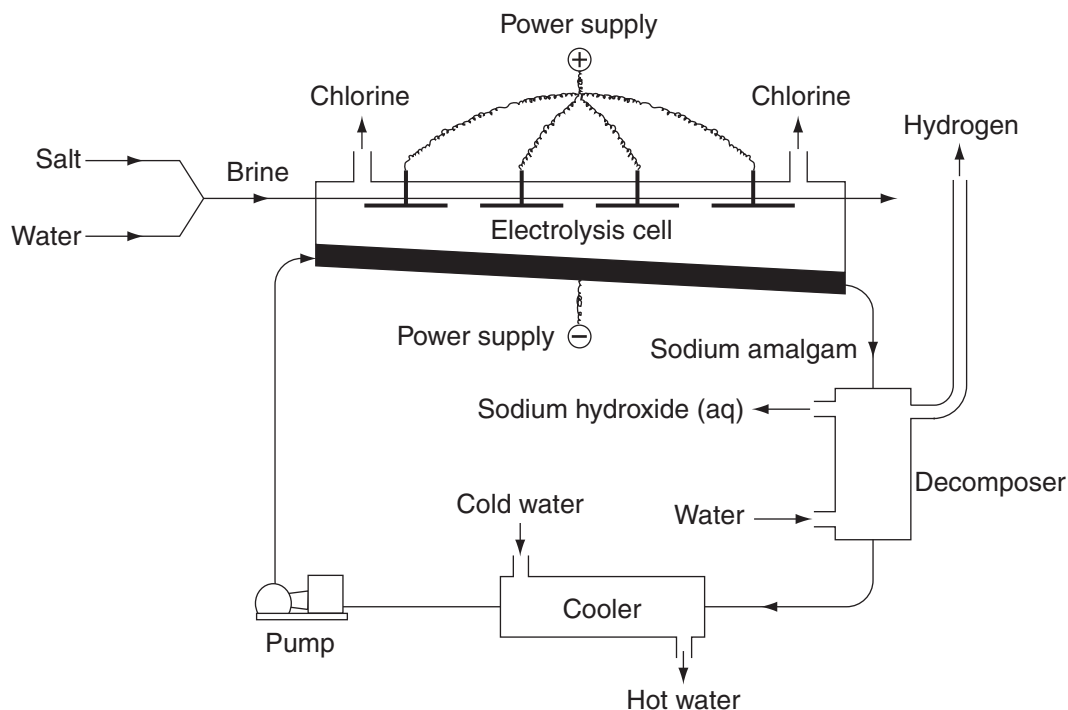 Power supply
+
Chlorine
Chlorine
Hydrogen
Salt
Brine
Water
Electrolysis cell
Power supply −
Sodium amalgam
Sodium hydroxide (aq)
Decomposer
Cold water
Water
Cooler
Pump
Hot water